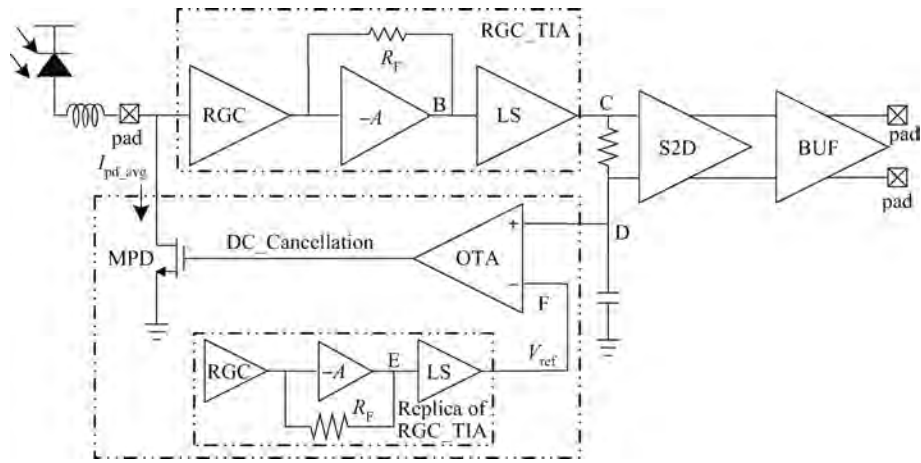 RGC_TIA
R_F
RGC
-A
B
LS
C
S2D
BUF
pad
pad
pad
I_pd_avg
D
MPD
DC_Cancellation
OTA
+
-
F
V_ref
RGC
-A
E
LS
R_F
Replica of
RGC_TIA